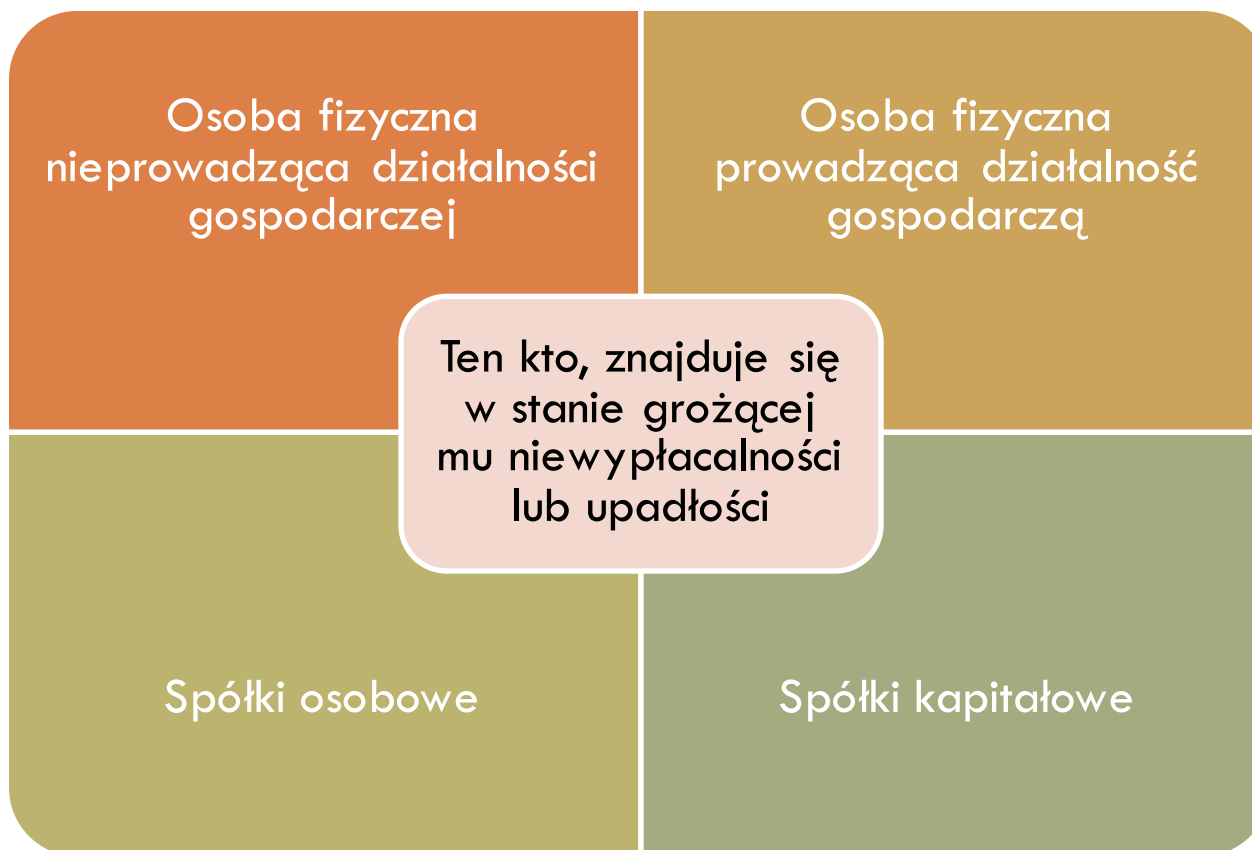 Osoba fizyczna
nieprowadząca działalności
gospodarczej
Osoba fizyczna
prowadząca działalność
gospodarczą
Ten kto, znajduje się
w stanie grożącej
mu niewypłacalności
lub upadłości
Spółki osobowe
Spółki kapitałowe